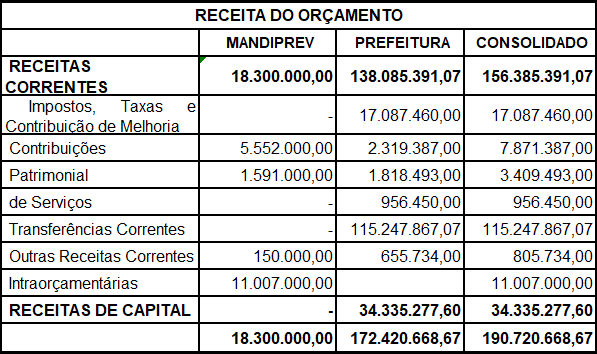 RECEITA DO ORÇAMENTO
MANDIPREV PREFEITURA CONSOLIDADO
RECEITAS
CORRENTES 18.300.000,00 138.085.391,07 156.385.391,07
Impostos, Taxas e
Contribuição de Melhoria - 17.087.460,00 17.087.460,00
Contribuições 5.552.000,00 2.319.387,00 7.871.387,00
Patrimonial 1.591.000,00 1.818.493,00 3.409.493,00
de Serviços - 956.450,00 956.450,00
Transferências Correntes - 115.247.867,07 115.247.867,07
Outras Receitas Correntes 150.000,00 655.734,00 805.734,00
Intraorçamentárias 11.007.000,00 11.007.000,00
RECEITAS DE CAPITAL - 34.335.277,60 34.335.277,60
18.300.000,00 172.420.668,67 190.720.668,67